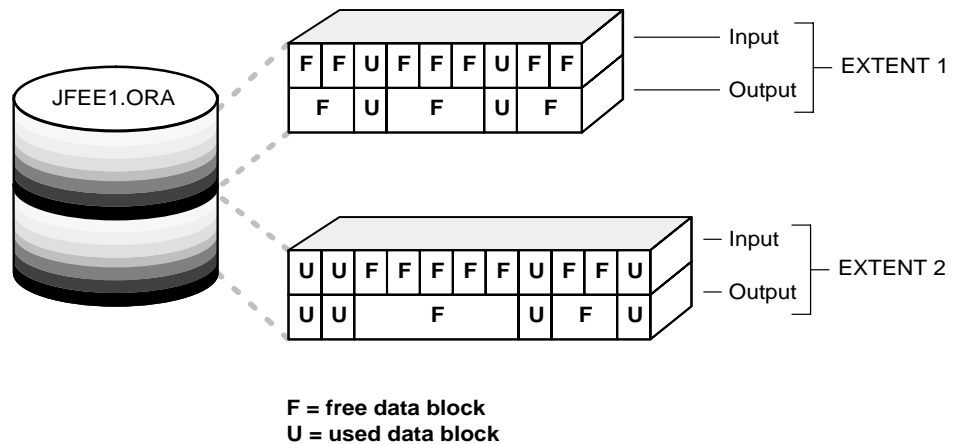 JFEE1.ORA
F F U F F F U F F
F U F U F
Input
Output
EXTENT 1
U U F F F F F U F F U
U U F U F U
Input
Output
EXTENT 2
F = free data block
U = used data block